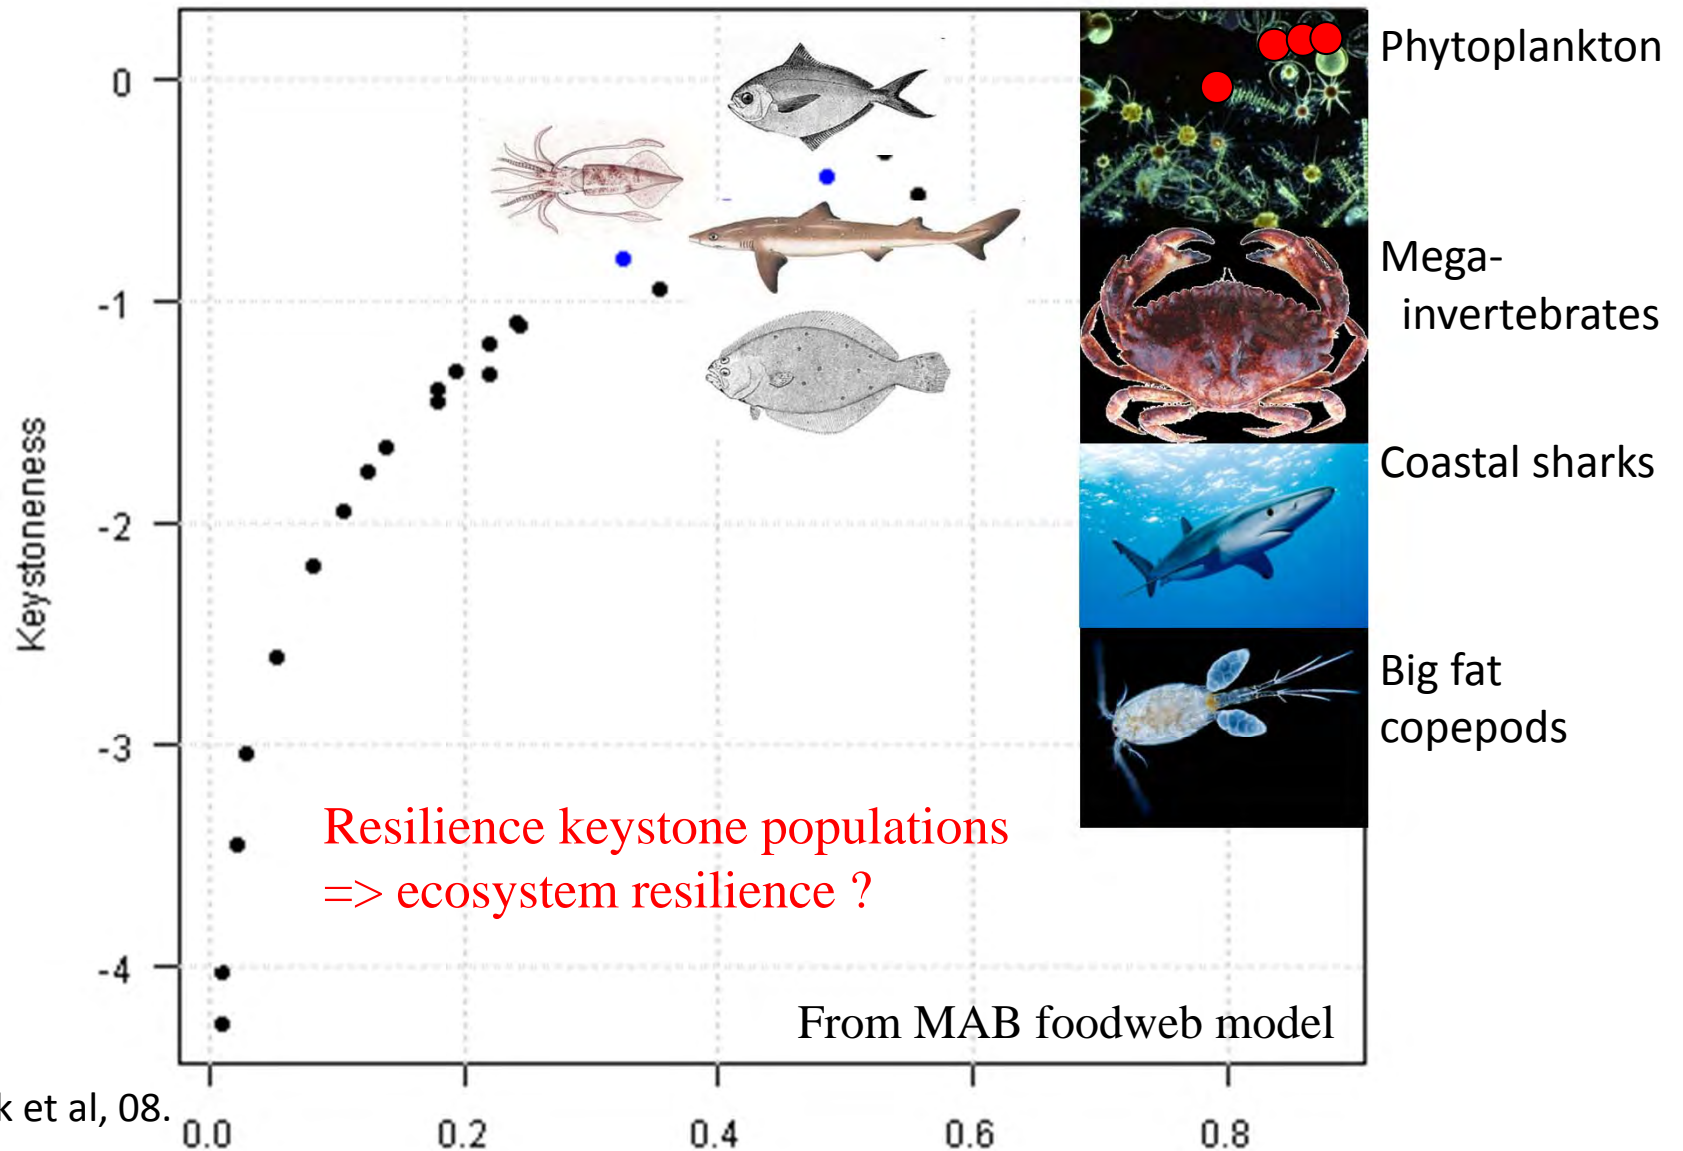 Phytoplankton
Mega-
invertebrates
Coastal sharks
Big fat
copepods
Keystoneness
0
-1
-2
-3
-4
Resilience keystone populations
=> ecosystem resilience ?
From MAB foodweb model
et al, 08.
0.0 0.2 0.4 0.6 0.8